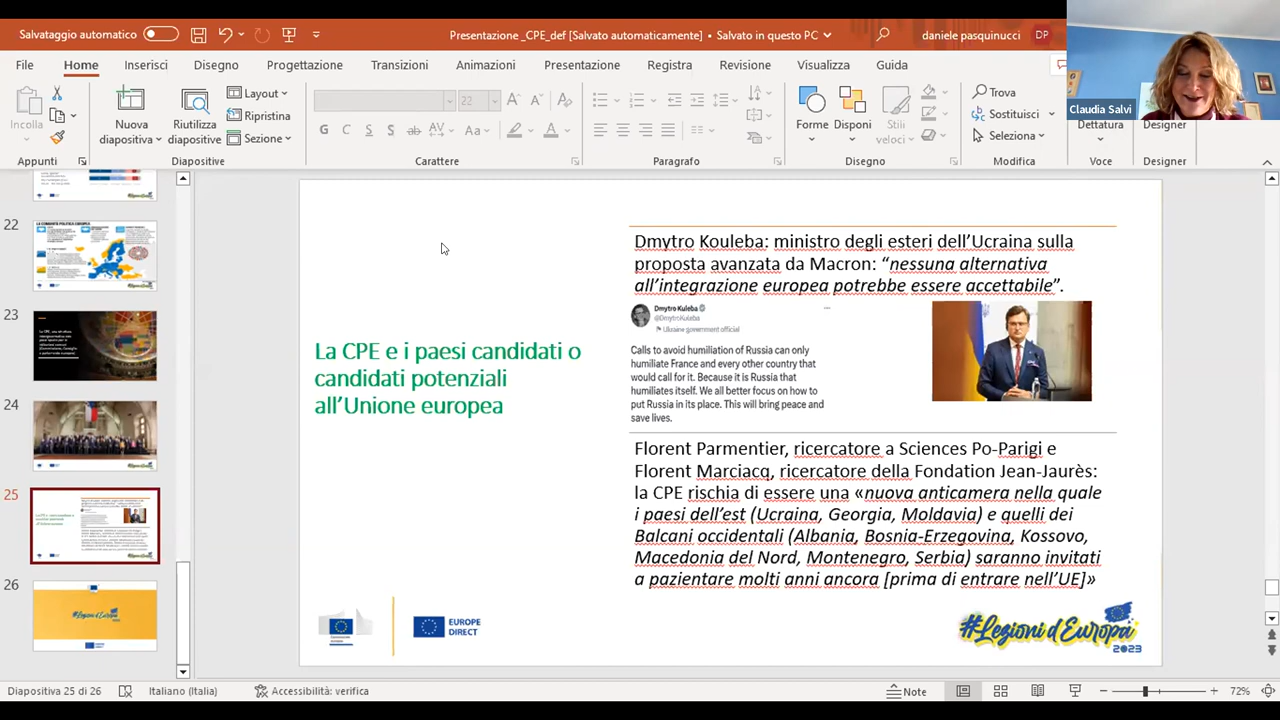 Salvataggio automatico
Presentazione _CPE_def [Salvato automaticamente] • Salvato in questo PC
daniele pasquinucci
DP
File
Home
Inserisci
Disegno
Progettazione
Transizioni
Animazioni
Presentazione
Registra
Revisione
Visualizza
Guida
Claudia Salvi
Incolla
Nuova
diapositiva
Riutilizza
diapositive
Layout
Ripristina
Sezione
22
Forme
Disponi
Stili
veloci
Trova
Sostituisci
Seleziona
Dettatura
Designer
Appunti
Diapositive
Carattere
Paragrafo
Disegno
Modifica
Voce
Designer
22
LA COMUNITÀ POLITICA EUROPEA
23
24
25
26
#Legioni d'Europa
La CPE e i paesi candidati o
candidati potenziali
all'Unione europea
Dmytro Kouleba: ministro degli esteri dell'Ucraina sulla
proposta avanzata da Macron: “nessuna alternativa
all'integrazione europea potrebbe essere accettabile”.
Dmytro Kuleba
@DmytroKuleba
Ukraine government official
Calls to avoid humiliation of Russia can only
humiliate France and every other country that
would call for it. Because it is Russia that
humiliates itself. We all better focus on how to
put Russia in its place. This will bring peace and
save lives.
Florent Parmentier, ricercatore a Sciences Po-Parigi e
Florent Marciacq, ricercatore della Fondation Jean-Jaurès:
la CPE rischia di essere una «nuova anticamera nella quale
i paesi dell'est (Ucraina, Georgia, Moldavia) e quelli dei
Balcani occidentali (Albania, Bosnia-Erzegovina, Kossovo,
Macedonia del Nord, Montenegro, Serbia) saranno invitati
a pazientare molti anni ancora [prima di entrare nell'UE]»
EUROPE
DIRECT
#Legioni d'Europa
2023
Diapositiva 25 di 26
Italiano (Italia)
Accessibilità: verifica
Note
72%